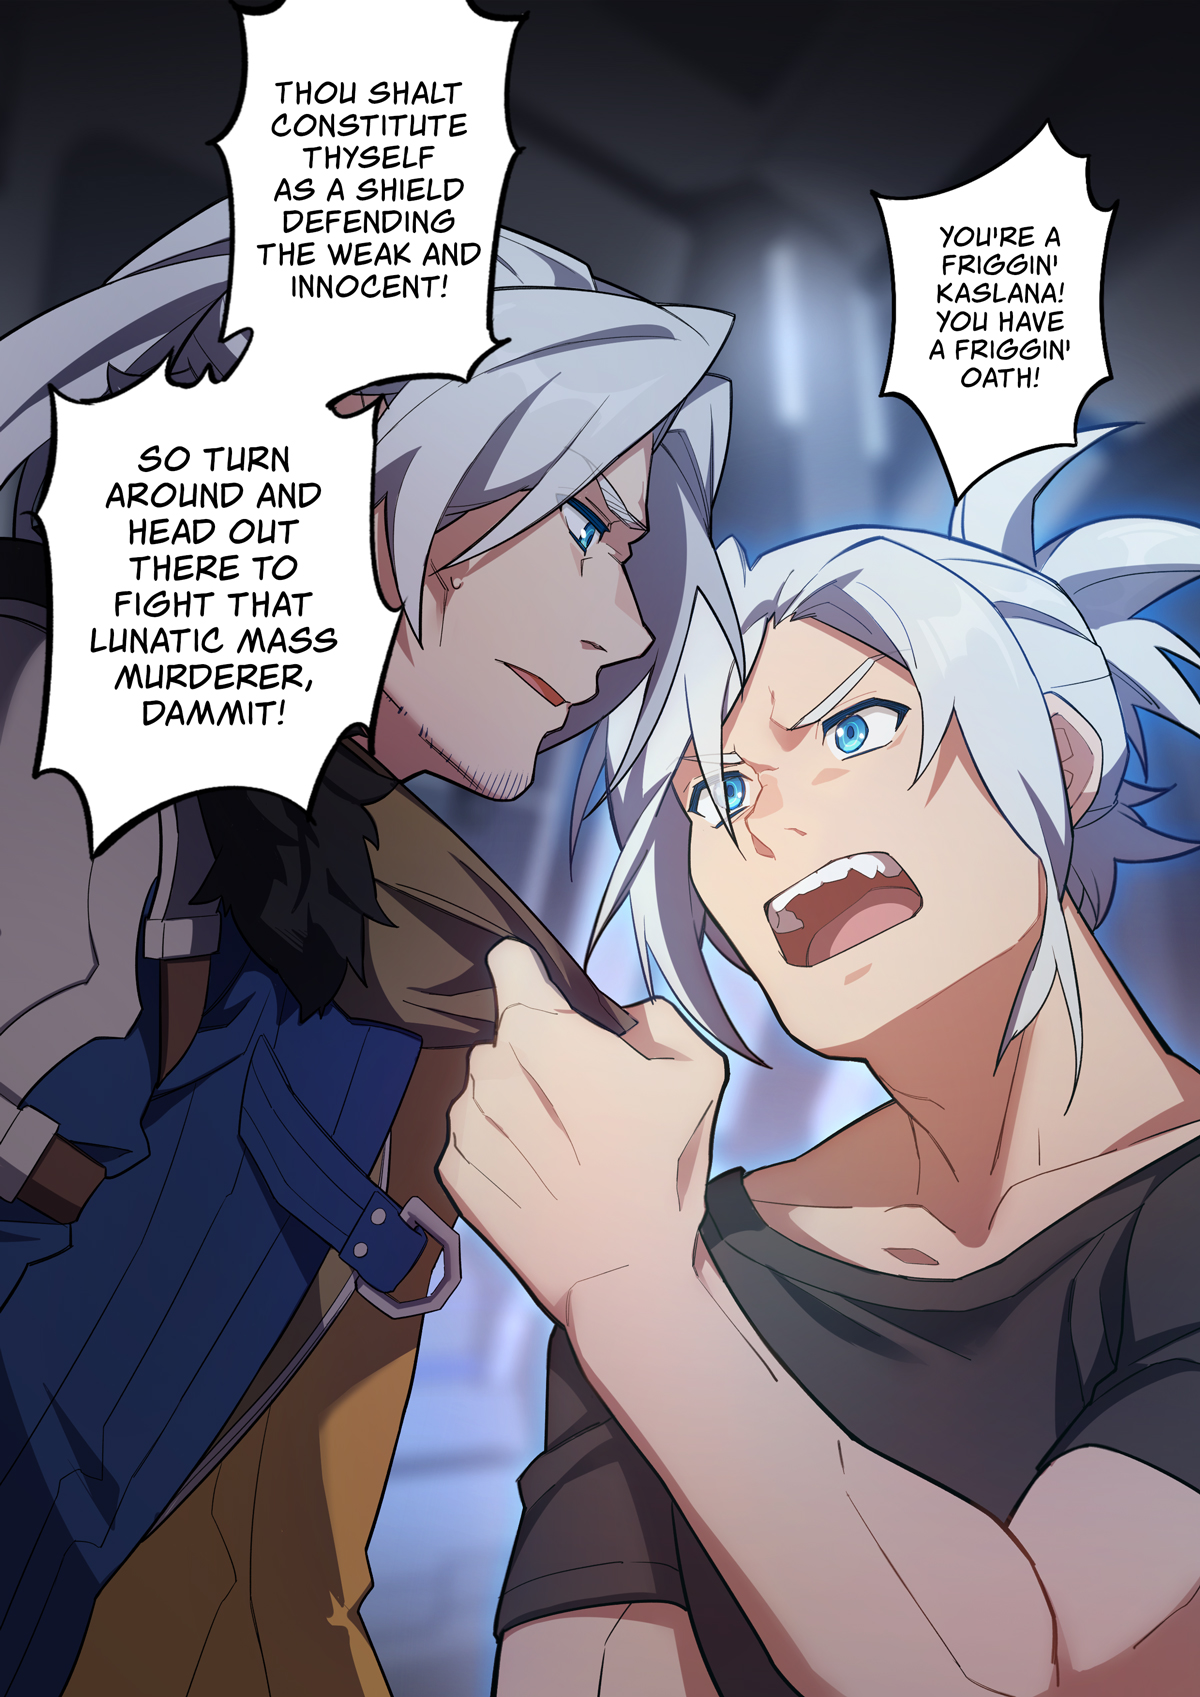 THOU SHALT
CONSTITUTE
THYSELF
AS A SHIELD
DEFENDING
THE WEAK AND
INNOCENT!
YOU'RE A
FRIGGIN'
KASLANA!
YOU HAVE
A FRIGGIN'
OATH!
SO TURN
AROUND AND
HEAD OUT
THERE TO
FIGHT THAT
LUNATIC MASS
MURDERER,
DAMMIT!